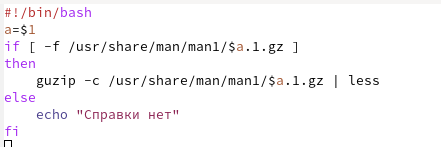 #!/bin/bash
a=$1
if [ -f /usr/share/man/man1/$a.1.gz ]
then
    guzip -c /usr/share/man/man1/$a.1.gz | less
else
    echo "Справки нет"
fi